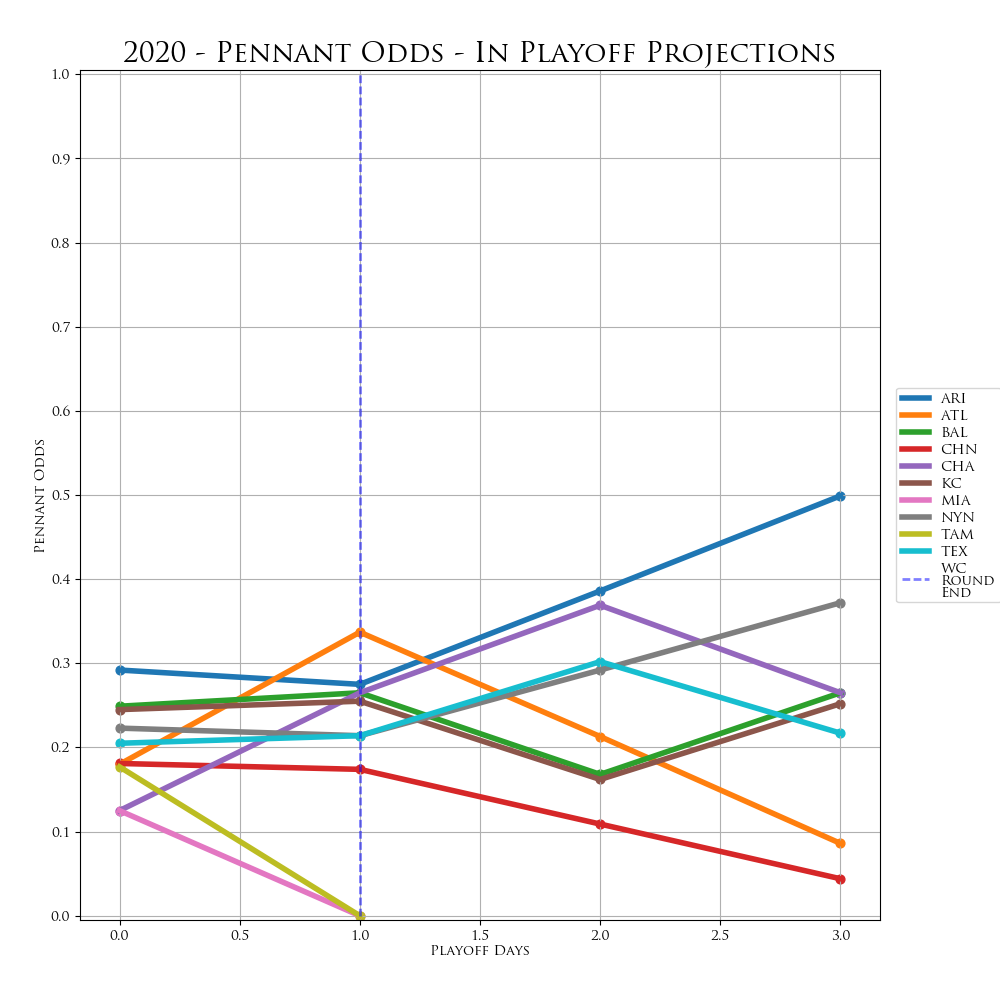 2020 - Pennant Odds - In Playoff Projections
1.0
0.9
0.8
0.7
0.6
0.5
0.4
0.3
0.2
0.1
0.0
Pennant Odds
0.0 0.5 1.0 1.5 2.0 2.5 3.0
Playoff Days
ARI
ATL
BAL
CHN
CHA
KC
MIA
NYN
TAM
TEX
WC
Round
End